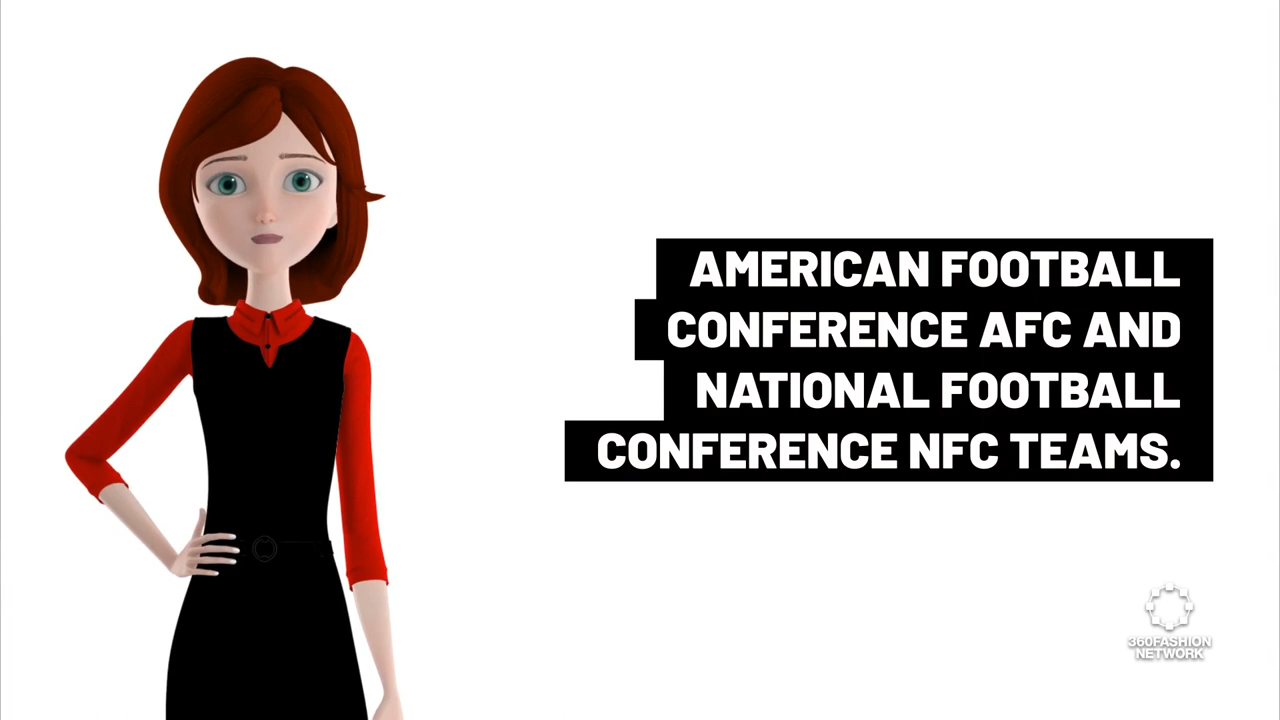 AMERICAN FOOTBALL
CONFERENCE AFC AND
NATIONAL FOOTBALL
CONFERENCE NFC TEAMS.
360FASHION
NETWORK